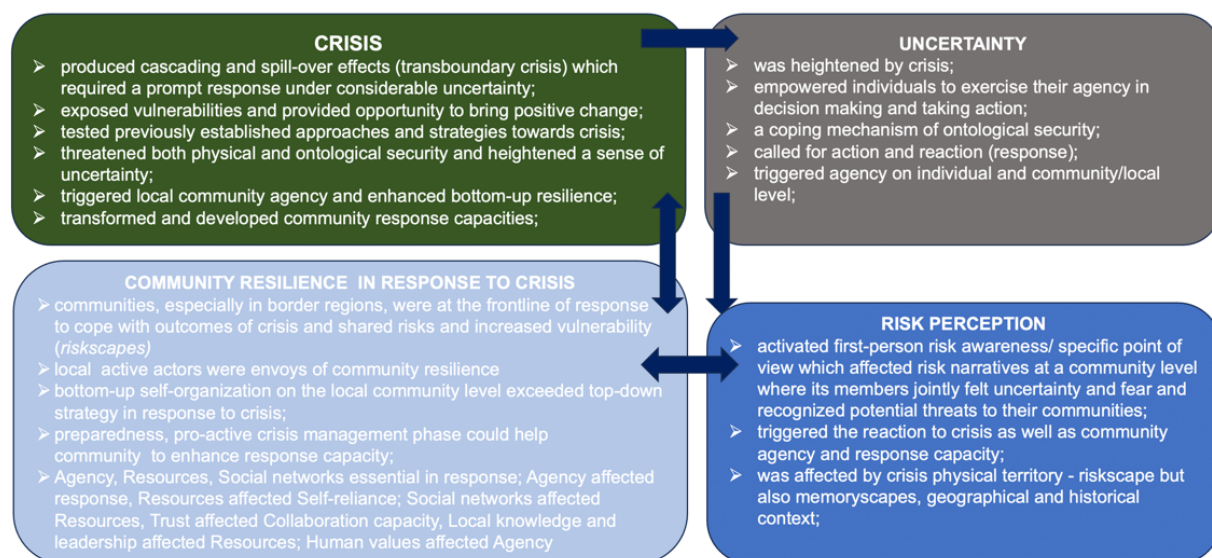 CRISIS
➢ produced cascading and spill-over effects (transboundary crisis) which
required a prompt response under considerable uncertainty;
➢ exposed vulnerabilities and provided opportunity to bring positive change;
➢ tested previously established approaches and strategies towards crisis;
➢ threatened both physical and ontological security and heightened a sense of
uncertainty;
➢ triggered local community agency and enhanced bottom-up resilience;
➢ transformed and developed community response capacities;
UNCERTAINTY
➢ was heightened by crisis;
➢ empowered individuals to exercise their agency in
decision making and taking action;
➢ a coping mechanism of ontological security;
➢ called for action and reaction (response);
➢ triggered agency on individual and community/local
level;
COMMUNITY RESILIENCE IN RESPONSE TO CRISIS
➢ communities, especially in border regions, were at the frontline of response
to cope with outcomes of crisis and shared risks and increased vulnerability
(riskscapes)
➢ local active actors were envoys of community resilience
➢ bottom-up self-organization on the local community level exceeded top-down
strategy in response to crisis;
➢ preparedness, pro-active crisis management phase could help
community to enhance response capacity;
➢ Agency, Resources, Social networks essential in response; Agency affected
response, Resources affected Self-reliance; Social networks affected
Resources, Trust affected Collaboration capacity, Local knowledge and
leadership affected Resources; Human values affected Agency
RISK PERCEPTION
➢ activated first-person risk awareness/ specific point of
view which affected risk narratives at a community level
where its members jointly felt uncertainty and fear and
recognized potential threats to their communities;
➢ triggered the reaction to crisis as well as community
agency and response capacity;
➢ was affected by crisis physical territory - riskscape but
also memoryscapes, geographical and historical
context;